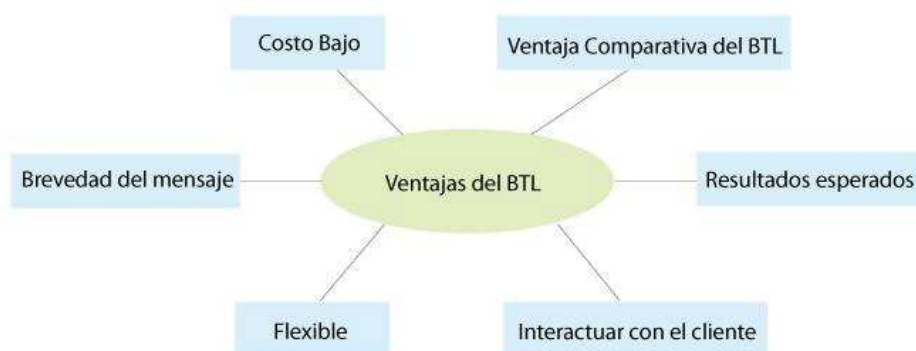 Costo Bajo
Ventaja Comparativa del BTL
Brevedad del mensaje
Ventajas del BTL
Resultados esperados
Flexible
Interactuar con el cliente